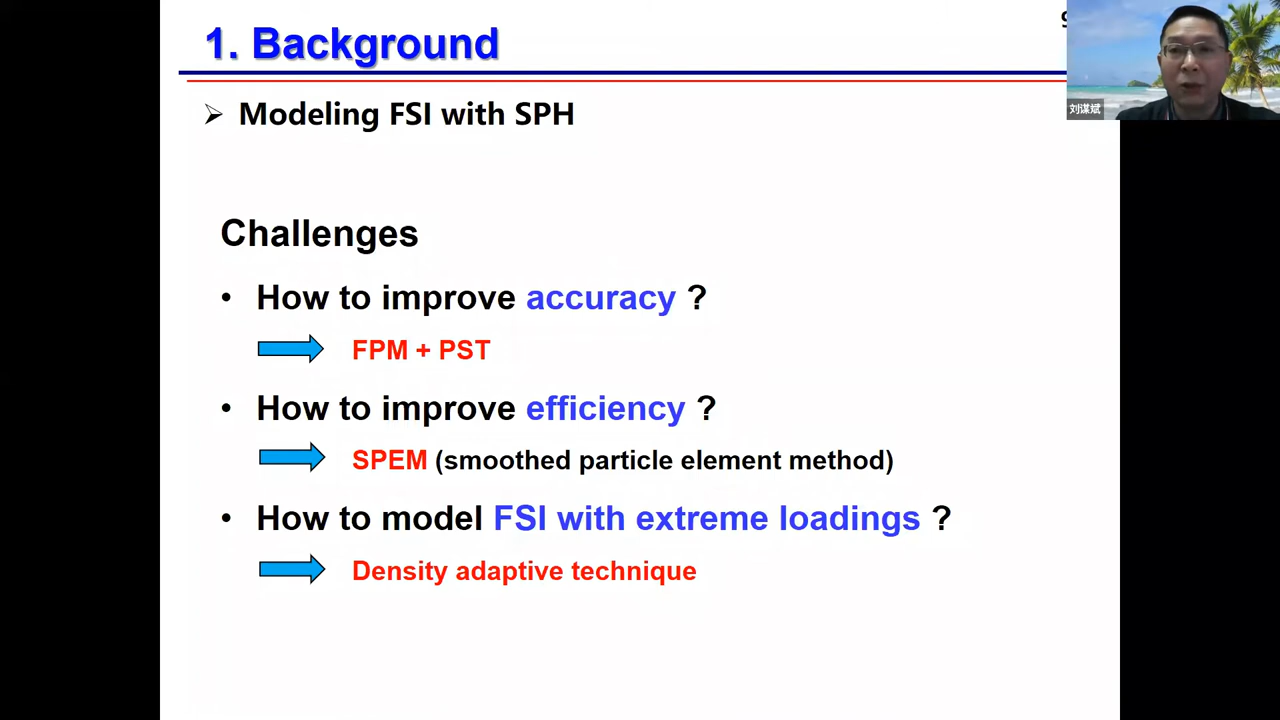 1. Background
9
刘谋斌
➢ Modeling FSI with SPH
Challenges
• How to improve accuracy ?
FPM + PST
• How to improve efficiency ?
SPEM (smoothed particle element method)
• How to model FSI with extreme loadings ?
Density adaptive technique